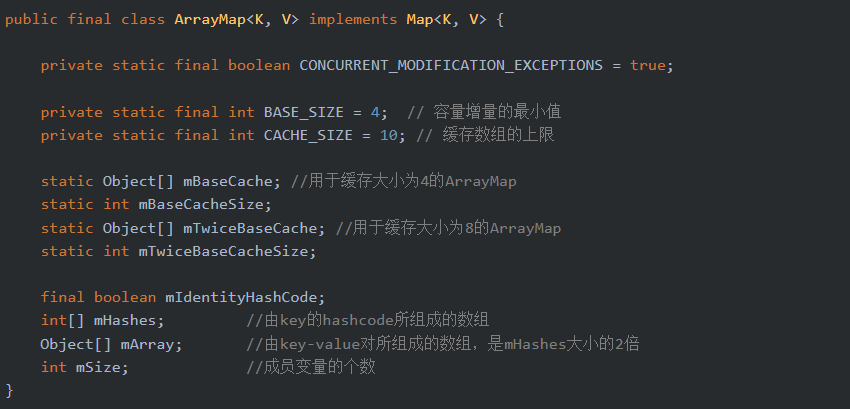 public final class ArrayMap<K, V> implements Map<K, V> {
    private static final boolean CONCURRENT_MODIFICATION_EXCEPTIONS = true;
    private static final int BASE_SIZE = 4;  // 容量增量的最小值
    private static final int CACHE_SIZE = 10; // 缓存数组的上限
    static Object[] mBaseCache; //用于缓存大小为4的ArrayMap
    static int mBaseCacheSize;
    static Object[] mTwiceBaseCache; //用于缓存大小为8的ArrayMap
    static int mTwiceBaseCacheSize;
    final boolean mIdentityHashCode;
    int[] mHashes;         //由key的hashcode所组成的数组
    Object[] mArray;       //由key-value对所组成的数组，是mHashes大小的2倍
    int mSize;             //成员变量的个数
}